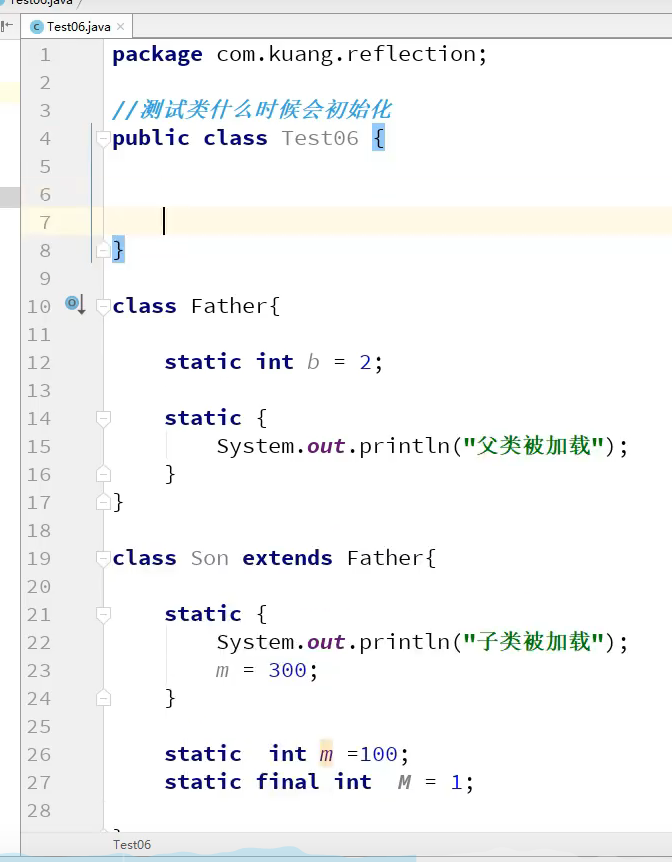 Test06.java
Test06.java
1 package com.kuang.reflection;
2
3 //测试类什么时候会初始化
4 public class Test06 {
5
6
7
8 }
9
10 class Father{
11
12 static int b = 2;
13
14 static {
15 System.out.println("父类被加载");
16 }
17 }
18
19 class Son extends Father{
20
21 static {
22 System.out.println("子类被加载");
23 m = 300;
24 }
25
26 static  int m =100;
27 static final int  M = 1;
28
Test06